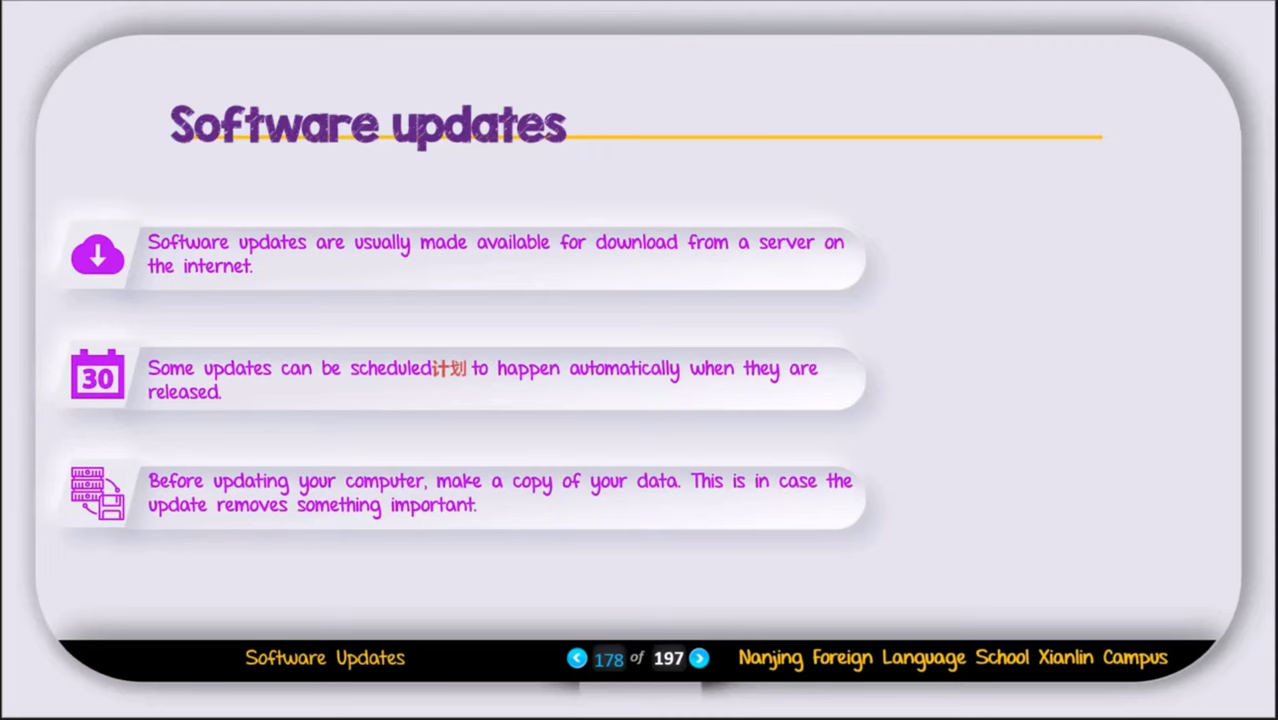 Software updates
Software updates are usually made available for download from a server on
the internet.
30
Some updates can be scheduled计划 to happen automatically when they are
released.
Before updating your computer, make a copy of your data. This is in case the
update removes something important.
Software Updates
178 of 197
Nanjing Foreign Language School Xianlin Campus